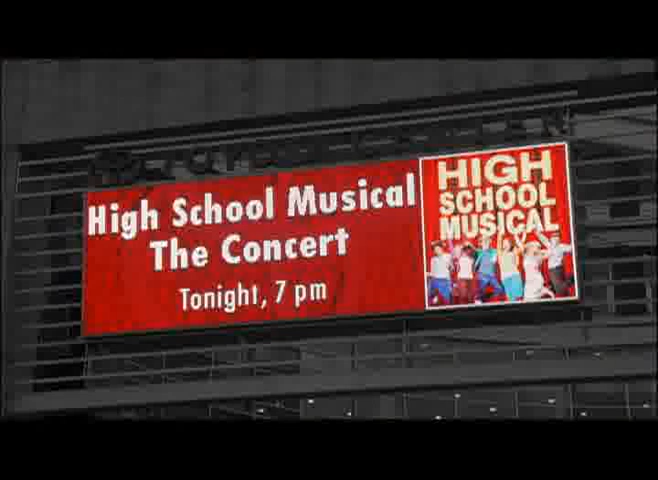 High School Musical
The Concert
Tonight, 7 pm
HIGH
SCHOOL
MUSICAL